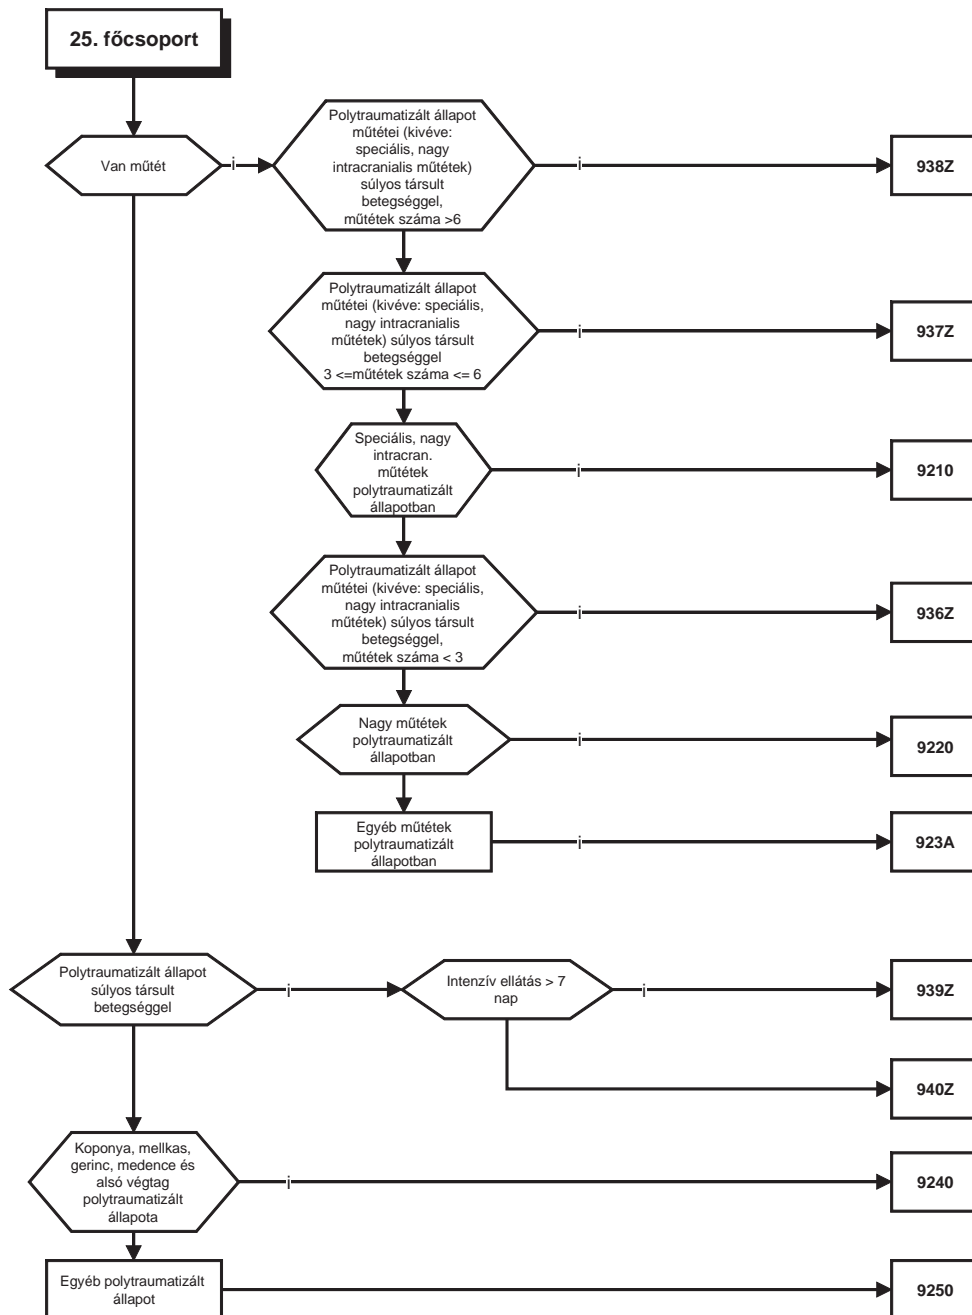 25. főcsoport
Van műtét
i
Polytraumatizált állapot
műtétei (kivéve:
speciális, nagy
intracranialis műtétek)
súlyos társult
betegséggel,
műtétek száma >6
i
938Z
Polytraumatizált állapot
műtétei (kivéve: speciális,
nagy intracranialis
műtétek) súlyos társult
betegséggel
3 <=műtétek száma <= 6
i
937Z
Speciális, nagy
intracran.
műtétek
polytraumatizált
állapotban
i
9210
Polytraumatizált állapot
műtétei (kivéve: speciális,
nagy intracranialis
műtétek) súlyos társult
betegséggel,
műtétek száma < 3
i
936Z
Nagy műtétek
polytraumatizált
állapotban
i
9220
Egyéb műtétek
polytraumatizált
állapotban
i
923A
Polytraumatizált állapot
súlyos társult
betegséggel
i
Intenzív ellátás > 7
nap
i
939Z
940Z
Koponya, mellkas,
gerinc, medence és
alsó végtag
polytraumatizált
állapota
i
9240
Egyéb polytraumatizált
állapot
9250